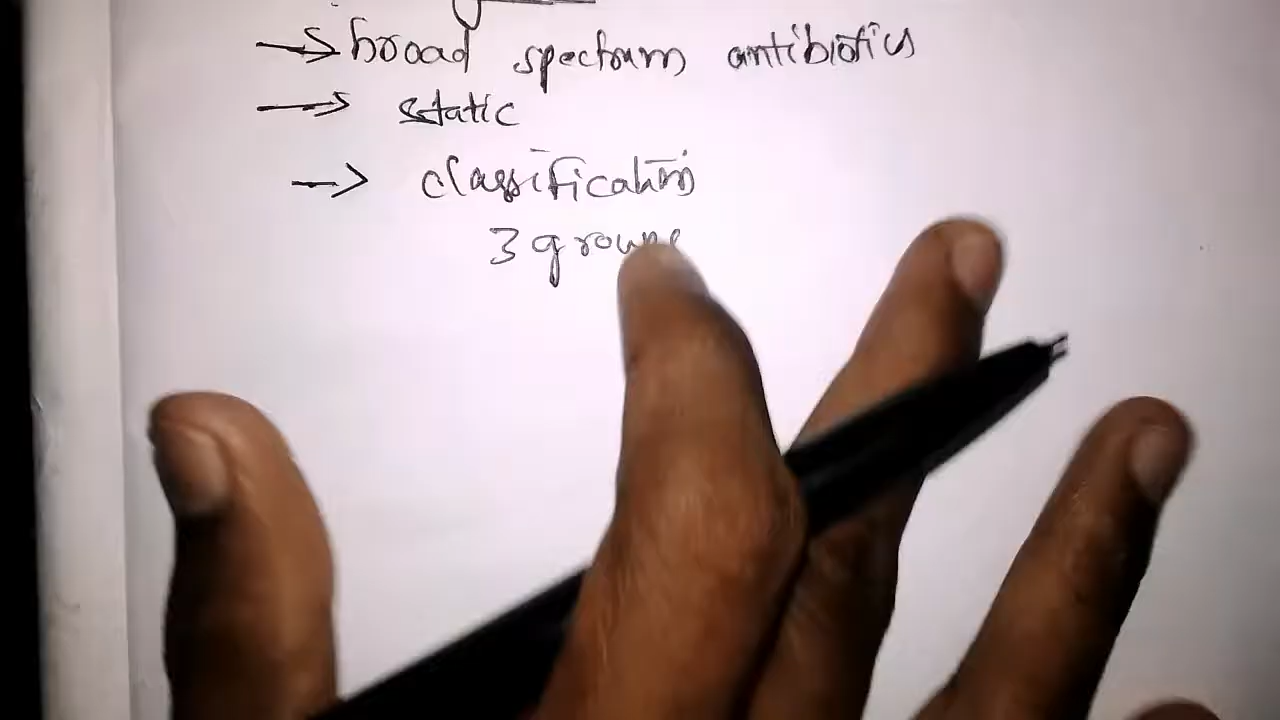 → broad spectrum antibiotics
→ static
→ classification
3 groups